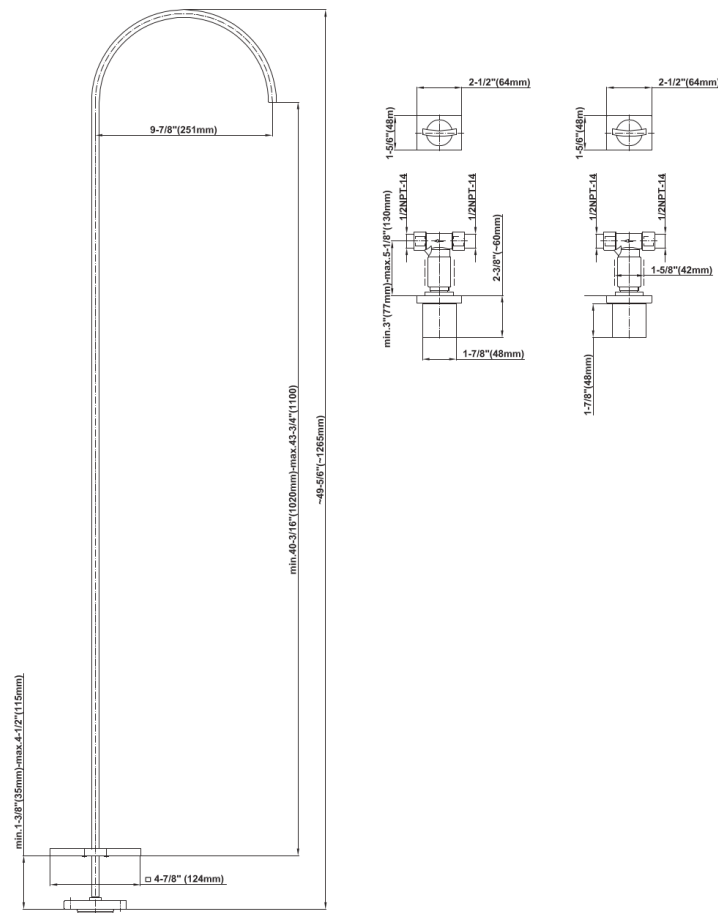 2-1/2"(64mm)
2-1/2"(64mm)
1-5/6"(48m)
1-5/6"(48m)
9-7/8"(251mm)
1/2NPT-14
1/2NPT-14
1/2NPT-14
1/2NPT-14
min.3"(77mm)-max.5-1/8"(130mm)
2-3/8"(~60mm)
1-5/8"(42mm)
1-7/8"(48mm)
1-7/8"(48mm)
min.40-3/16"(1020mm)-max.43-3/4"(1100)
~49-5/6"(~1265mm)
min.1-3/8"(35mm)-max.4-1/2"(115mm)
□ 4-7/8" (124mm)